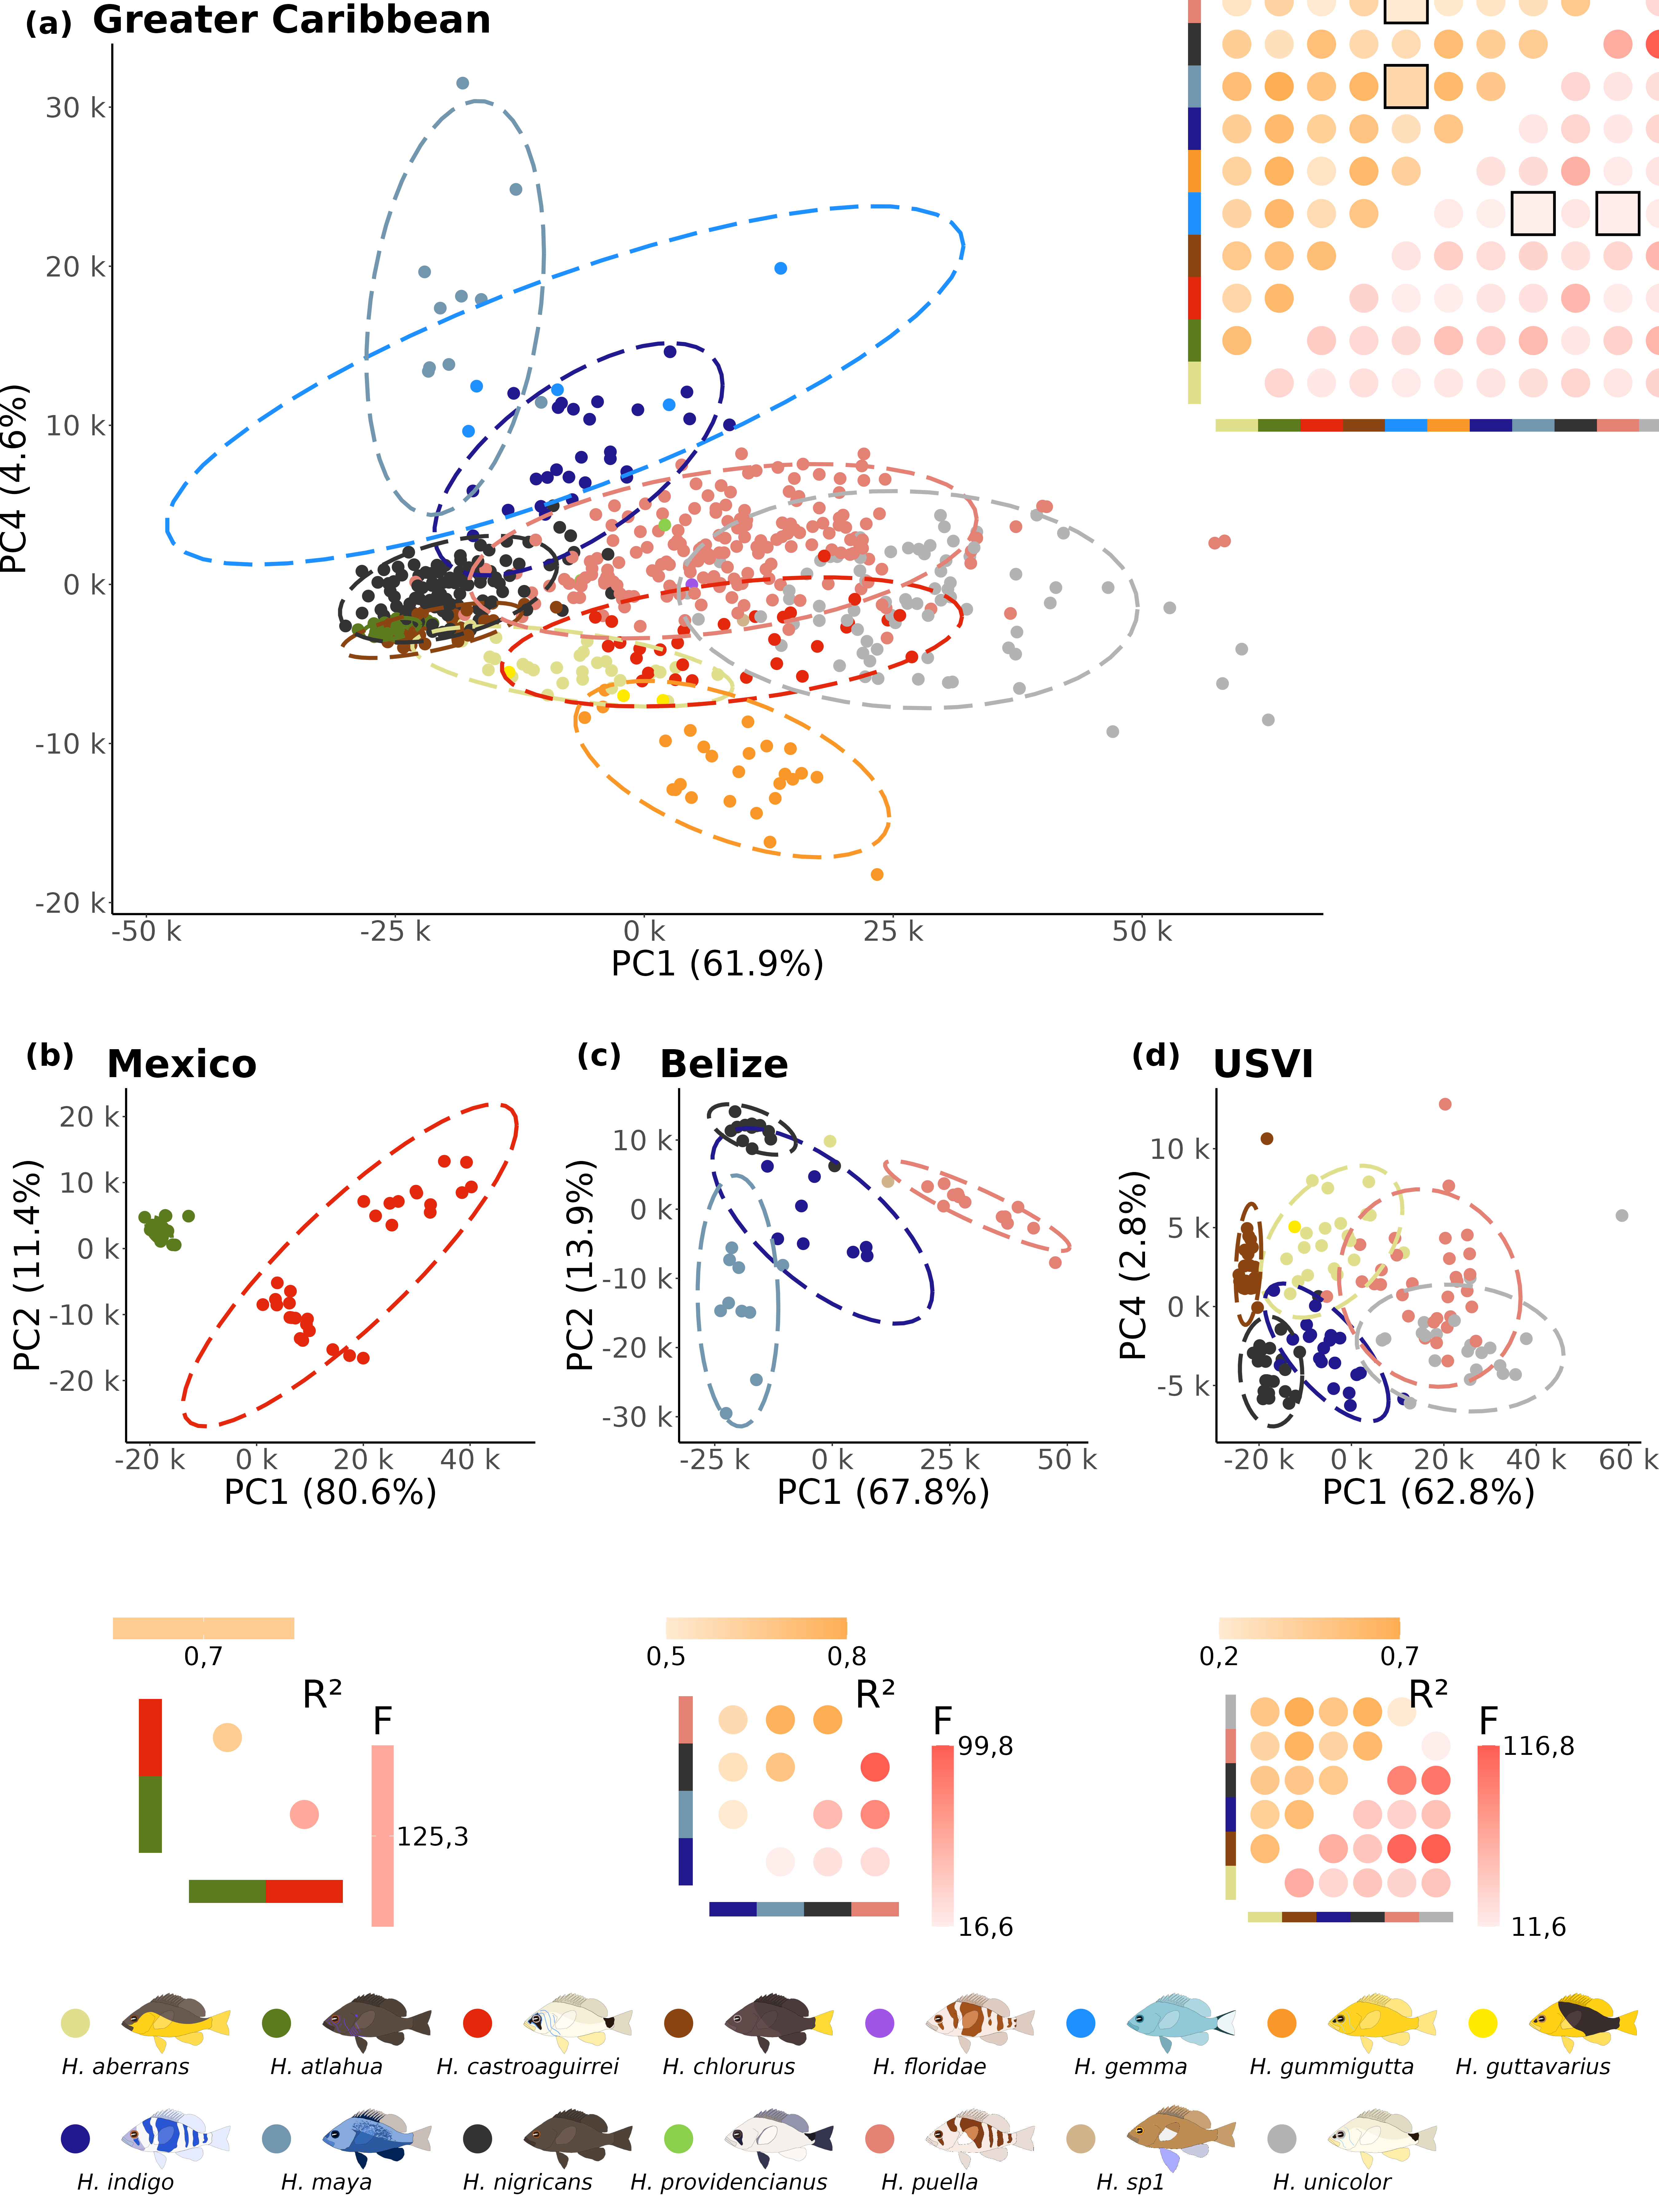 (a) Greater Caribbean
30 k
20 k
10 k
0 k
-10 k
-20 k
PC4 (4.6%)
-50 k -25 k 0 k 25 k 50 k
PC1 (61.9%)
(b) Mexico
20 k
10 k
0 k
-10 k
-20 k
PC2 (11.4%)
-20 k 0 k 20 k 40 k
PC1 (80.6%)
(c) Belize
10 k
0 k
-10 k
-20 k
-30 k
PC2 (13.9%)
-25 k 0 k 25 k 50 k
PC1 (67.8%)
(d) USVI
10 k
5 k
0 k
-5 k
PC4 (2.8%)
-20 k 0 k 20 k 40 k 60 k
PC1 (62.8%)
0,7
R²
F
125,3
0,5 0,8
R²
F
99,8
16,6
0,2 0,7
R²
F
116,8
11,6
H. aberrans H. atlahua H. castroaguirrei H. chlorurus H. floridae H. gemma H. gummigutta H. guttavarius
H. indigo H. maya H. nigricans H. providencianus H. puella H. sp1 H. unicolor